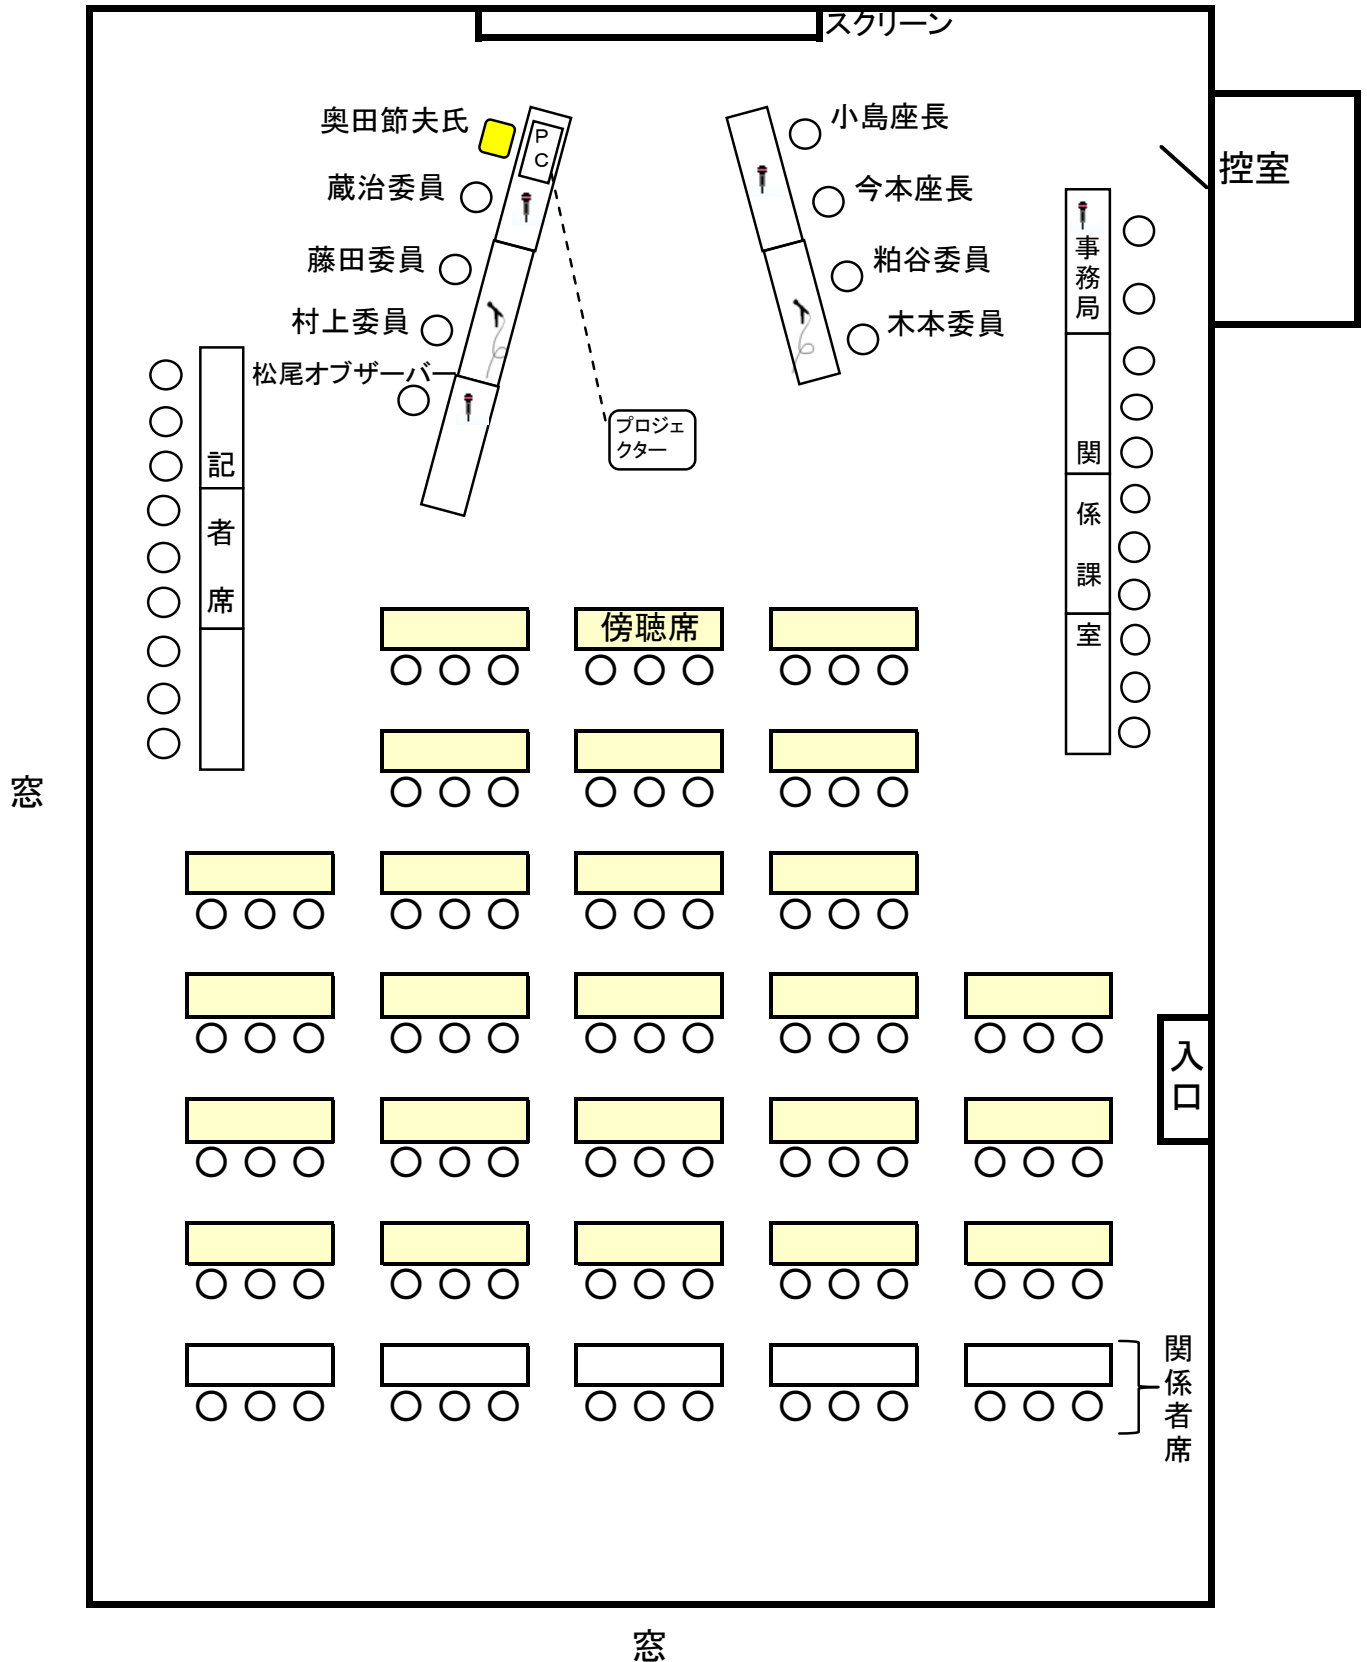 スクリーン
奥田節夫氏
PC
小島座長
控室
蔵治委員
今本座長
藤田委員
粕谷委員
事務局
村上委員
木本委員
松尾オブザーバー
プロジェ
クター
記者席
関係課室
傍聴席
窓
入口
関係者席
窓